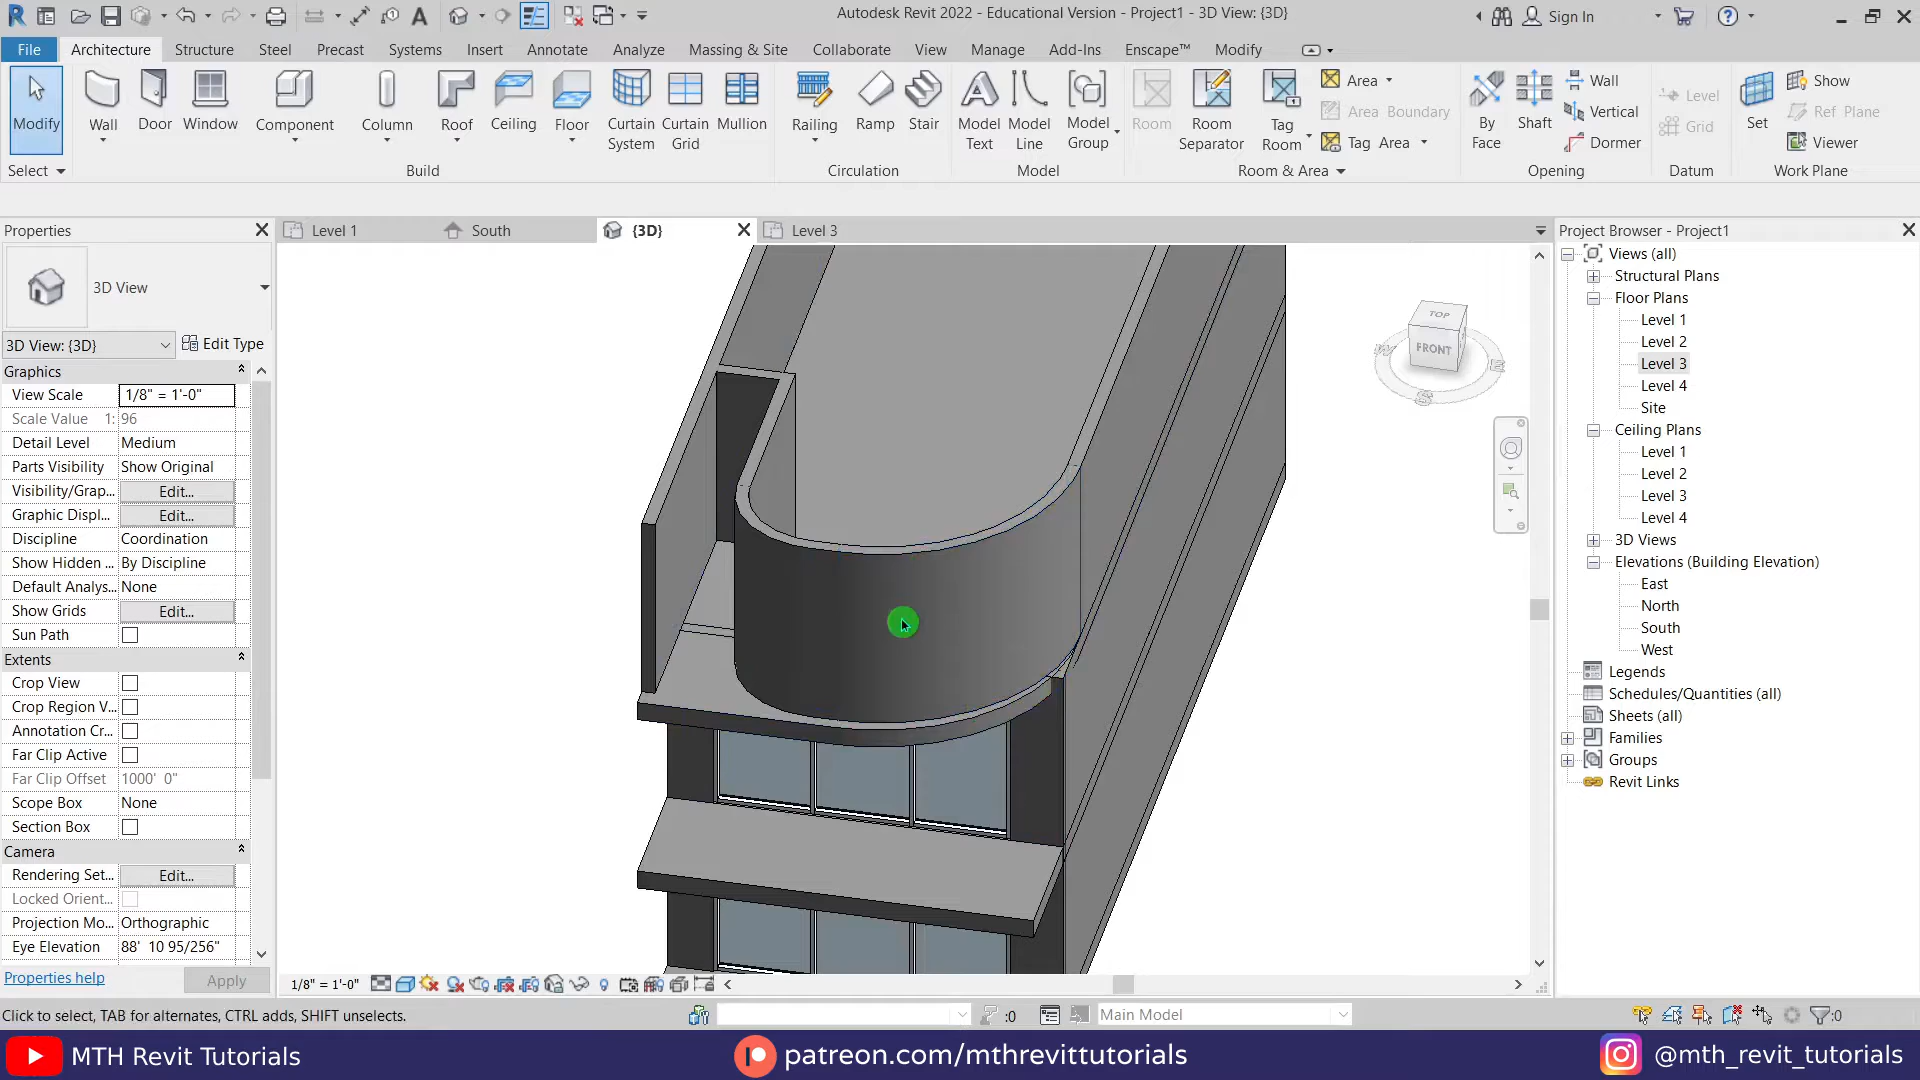 Autodesk Revit 2022 - Educational Version - Project1 - 3D View: {3D}
Sign In
File Architecture Structure Steel Precast Systems Insert Annotate Analyze Massing & Site Collaborate View Manage Add-Ins Enscape™ Modify
Modify Wall Door Window Component Column Roof Ceiling Floor Curtain System Curtain Grid Mullion Railing Ramp Stair Model Text Model Line Model Group Room Room Separator Tag Room Area Area Boundary Tag Area By Face Shaft Wall Vertical Dormer Level Grid Set Show Ref Plane Viewer
Select Build Circulation Model Room & Area Opening Datum Work Plane
Properties
Level 1 South {3D} Level 3
Project Browser - Project1
3D View
3D View: {3D} Edit Type
Graphics
View Scale 1/8" = 1'-0"
Scale Value 1: 96
Detail Level Medium
Parts Visibility Show Original
Visibility/Grap... Edit...
Graphic Displ... Edit...
Discipline Coordination
Show Hidden ... By Discipline
Default Analys... None
Show Grids Edit...
Sun Path
Extents
Crop View
Crop Region V...
Annotation Cr...
Far Clip Active
Far Clip Offset 1000' 0"
Scope Box None
Section Box
Camera
Rendering Set... Edit...
Locked Orient...
Projection Mo... Orthographic
Eye Elevation 88' 10 95/256"
Properties help Apply
TOP
FRONT
W
E
S
Views (all)
Structural Plans
Floor Plans
Level 1
Level 2
Level 3
Level 4
Site
Ceiling Plans
Level 1
Level 2
Level 3
Level 4
3D Views
Elevations (Building Elevation)
East
North
South
West
Legends
Schedules/Quantities (all)
Sheets (all)
Families
Groups
Revit Links
1/8" = 1'-0"
Click to select, TAB for alternates, CTRL adds, SHIFT unselects.
:0
Main Model
:0
MTH Revit Tutorials
patreon.com/mthrevittutorials
@mth_revit_tutorials